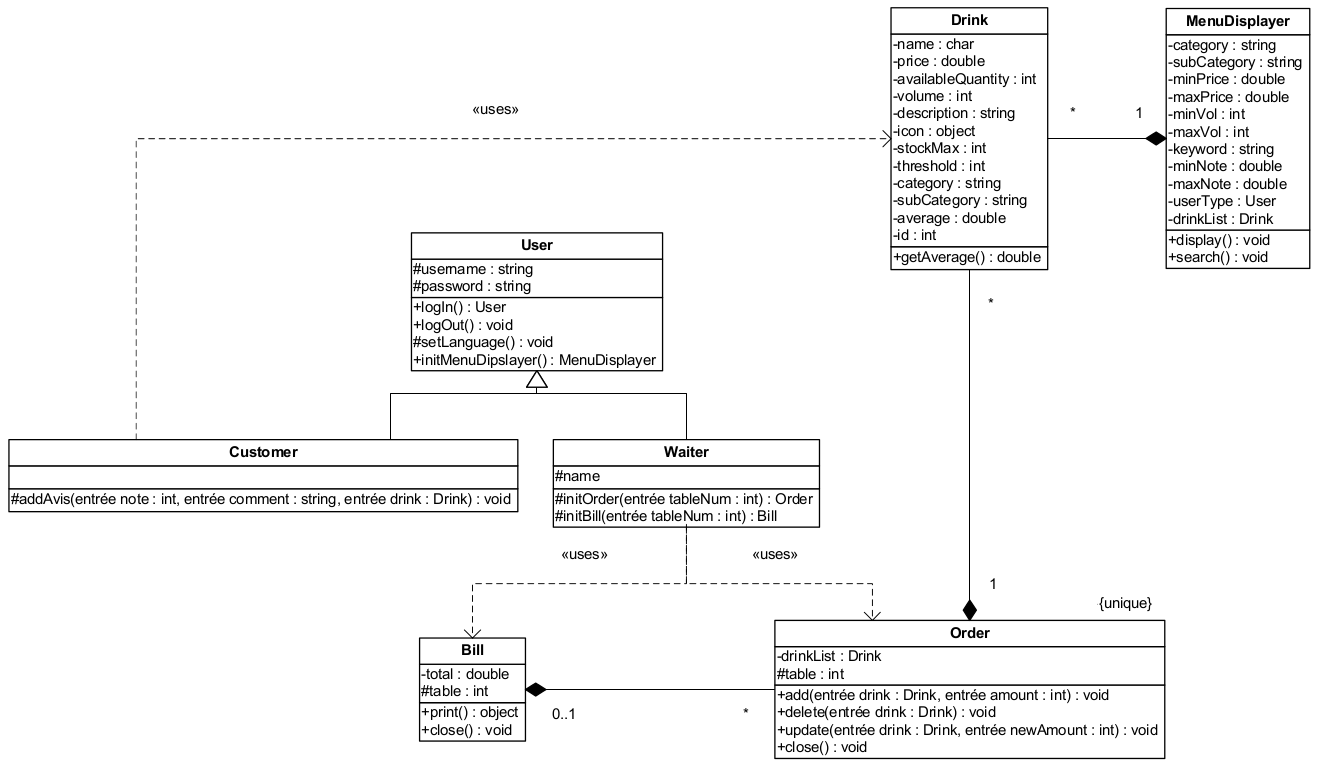 Drink
-name : char
-price : double
-availableQuantity : int
-volume : int
-description : string
-icon : object
-stockMax : int
-threshold : int
-category : string
-subCategory : string
-average : double
-id : int
+getAverage() : double
MenuDisplayer
-category : string
-subCategory : string
-minPrice : double
-maxPrice : double
-minVol : int
-maxVol : int
-keyword : string
-minNote : double
-maxNote : double
-userType : User
-drinkList : Drink
+display() : void
+search() : void
* 1
«uses»
User
#username : string
#password : string
+logIn() : User
+logOut() : void
#setLanguage() : void
+initMenuDipslayer() : MenuDisplayer
*
Customer
#addAvis(entrée note : int, entrée comment : string, entrée drink : Drink) : void
Waiter
#name
#initOrder(entrée tableNum : int) : Order
#initBill(entrée tableNum : int) : Bill
«uses» «uses»
1
{unique}
Bill
-total : double
#table : int
+print() : object
+close() : void
0..1 *
Order
-drinkList : Drink
#table : int
+add(entrée drink : Drink, entrée amount : int) : void
+delete(entrée drink : Drink) : void
+update(entrée drink : Drink, entrée newAmount : int) : void
+close() : void